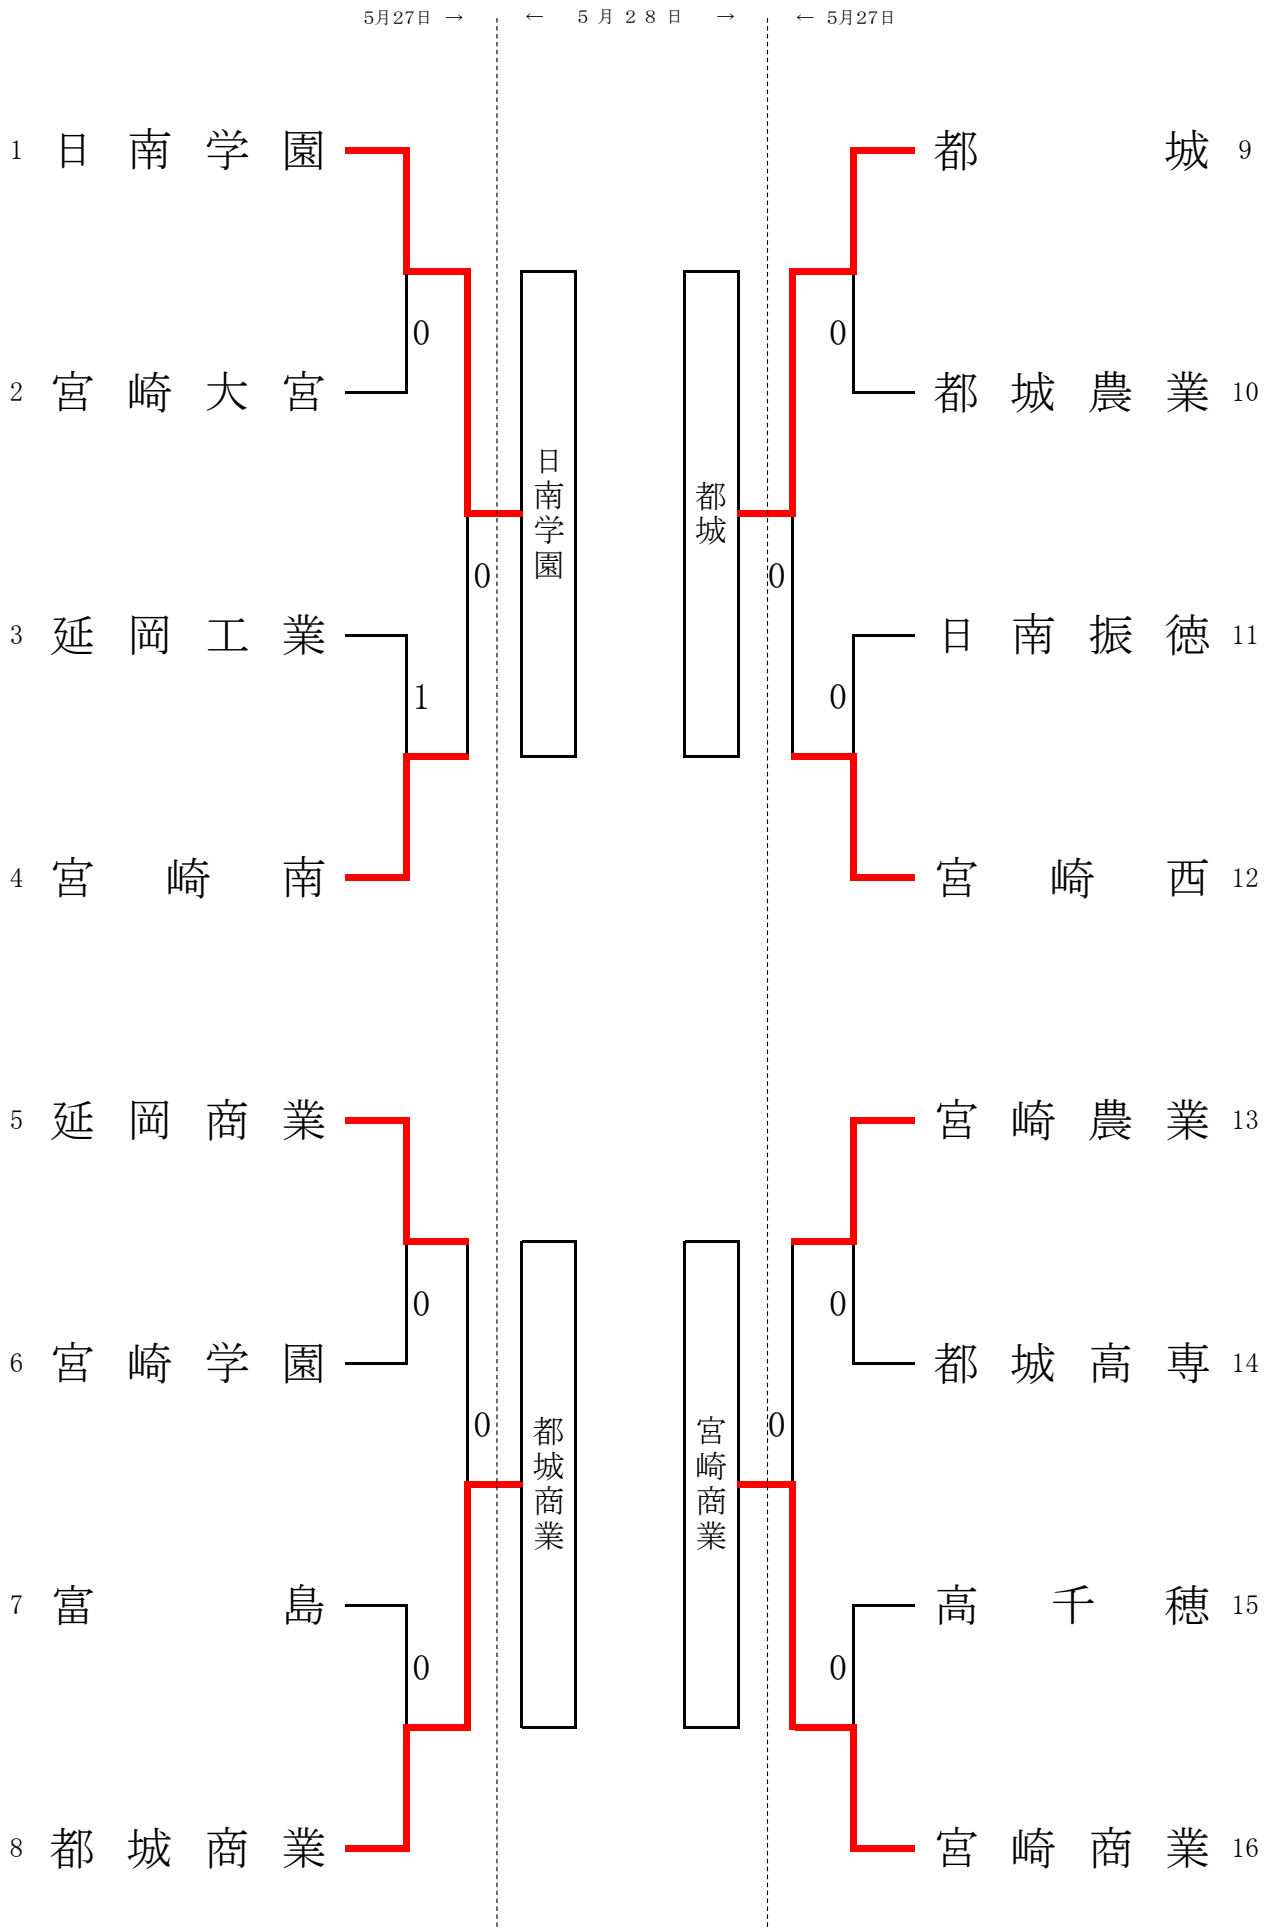 5月27日 → ← 5月28日 → ← 5月27日
1 日南学園
0
2 宮崎大宮
0
3 延岡工業
1
4 宮崎南
日南学園
5 延岡商業
0
6 宮崎学園
0
7 富島
0
8 都城商業
都城商業
都城 9
0
都城農業 10
0
日南振徳 11
0
宮崎西 12
都城
宮崎農業 13
0
都城高専 14
0
高千穂 15
0
宮崎商業 16
宮崎商業